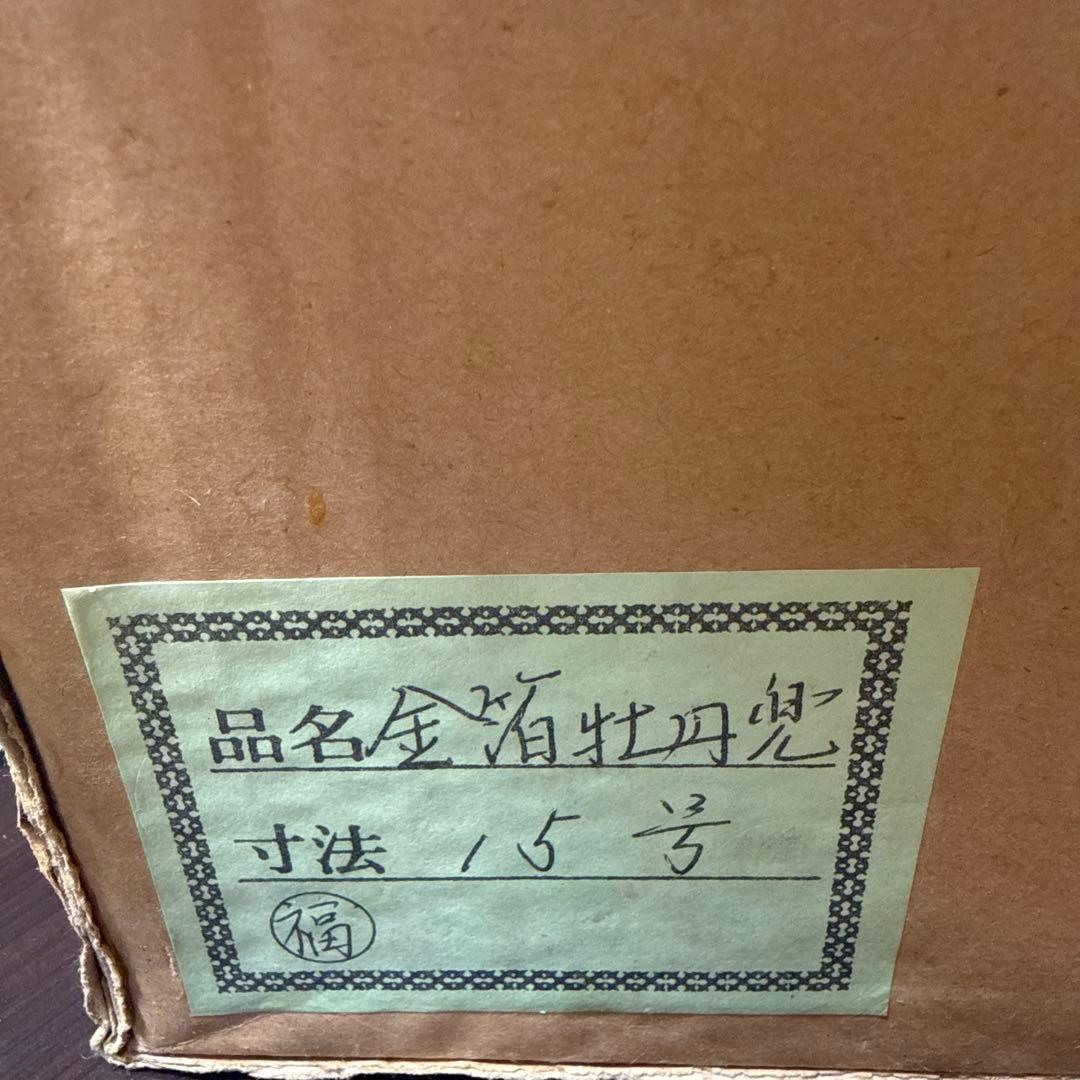 品名 金箔牡丹兜
寸法 15号
福